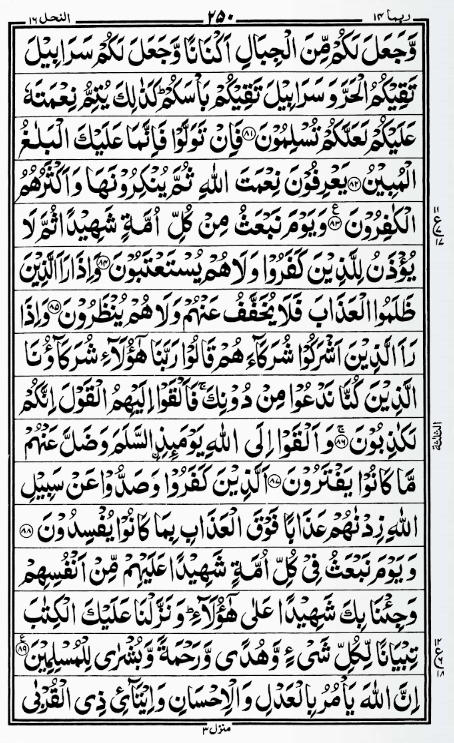 ربما ١٤ ٢٥٠ النحل ١٦
وَّجَعَلَ لَكُمْ مِّنَ الْجِبَالِ اَكْنَانًا وَّجَعَلَ لَكُمْ سَرَابِيْلَ
تَقِيْكُمُ الْحَرَّ وَسَرَابِيْلَ تَقِيْكُمْ بَاْسَكُمْ ؕ كَذٰلِكَ يُتِمُّ نِعْمَتَهٗ
عَلَيْكُمْ لَعَلَّكُمْ تُسْلِمُوْنَ ﴿٨١﴾ فَاِنْ تَوَلَّوْا فَاِنَّمَا عَلَيْكَ الْبَلٰغُ
الْمُبِيْنُ ﴿٨٢﴾ يَعْرِفُوْنَ نِعْمَتَ اللّٰهِ ثُمَّ يُنْكِرُوْنَهَا وَاَكْثَرُهُمُ
الْكٰفِرُوْنَ ﴿٨٣﴾ وَيَوْمَ نَبْعَثُ مِنْ كُلِّ اُمَّةٍ شَهِيْدًا ثُمَّ لَا
يُؤْذَنُ لِلَّذِيْنَ كَفَرُوْا وَلَا هُمْ يُسْتَعْتَبُوْنَ ﴿٨٤﴾ وَاِذَا رَاَ الَّذِيْنَ
ظَلَمُوا الْعَذَابَ فَلَا يُخَفَّفُ عَنْهُمْ وَلَا هُمْ يُنْظَرُوْنَ ﴿٨٥﴾ وَاِذَا
رَاَ الَّذِيْنَ اَشْرَكُوْا شُرَكَآءَهُمْ قَالُوْا رَبَّنَا هٰٓؤُلَآءِ شُرَكَآؤُنَا
الَّذِيْنَ كُنَّا نَدْعُوْا مِنْ دُوْنِكَ ۚ فَاَلْقَوْا اِلَيْهِمُ الْقَوْلَ اِنَّكُمْ
لَكٰذِبُوْنَ ﴿٨٦﴾ وَاَلْقَوْا اِلَى اللّٰهِ يَوْمَئِذِ ِۨالسَّلَمَ وَضَلَّ عَنْهُمْ
مَّا كَانُوْا يَفْتَرُوْنَ ﴿٨٧﴾ اَلَّذِيْنَ كَفَرُوْا وَصَدُّوْا عَنْ سَبِيْلِ
اللّٰهِ زِدْنٰهُمْ عَذَابًا فَوْقَ الْعَذَابِ بِمَا كَانُوْا يُفْسِدُوْنَ ﴿٨٨﴾
وَيَوْمَ نَبْعَثُ فِيْ كُلِّ اُمَّةٍ شَهِيْدًا عَلَيْهِمْ مِّنْ اَنْفُسِهِمْ
وَجِئْنَا بِكَ شَهِيْدًا عَلٰى هٰٓؤُلَآءِ ؕ وَنَزَّلْنَا عَلَيْكَ الْكِتٰبَ
تِبْيَانًا لِّكُلِّ شَيْءٍ وَّهُدًى وَّرَحْمَةً وَّبُشْرٰى لِلْمُسْلِمِيْنَ ﴿٨٩﴾
اِنَّ اللّٰهَ يَاْمُرُ بِالْعَدْلِ وَالْاِحْسَانِ وَاِيْتَآئِ ذِي الْقُرْبٰى
منزل ٣
الثلثة